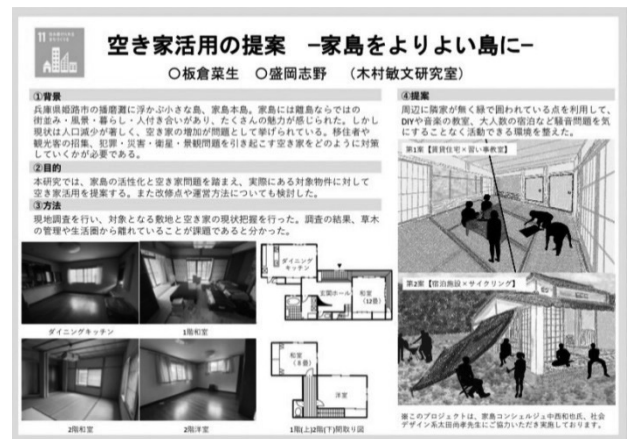 11
空き家活用の提案 -家島をよりよい島に-
○板倉菜生 ○盛岡志野 (木村敏文研究室)
①背景
兵庫県姫路市の播磨灘に浮かぶ小さな島、家島本島。家島には離島ならではの
街並み・風景・暮らし・人付き合いがあり、たくさんの魅力が感じられた。しかし
現状は人口減少が著しく、空き家の増加が問題として挙げられている。移住者や
観光客の招集、犯罪・災害・衛星・景観問題を引き起こす空き家をどのように対策
していくかが必要である。
②目的
本研究では、家島の活性化と空き家問題を踏まえ、実際にある対象物件に対して
空き家活用を提案する。また改修点や運営方法についても検討した。
③方法
現地調査を行い、対象となる敷地と空き家の現状把握を行った。調査の結果、草木
の管理や生活圏から離れていることが課題であると分かった。
ダイニングキッチン
1階和室
2階和室
2階洋室
ダイニング
キッチン
玄関ホール
和室
(12畳)
和室
(8畳)
洋室
1階(上)2階(下)間取り図
④提案
周辺に隣家が無く緑で囲われている点を利用して、
DIYや音楽の教室、大人数の宿泊など騒音問題を気
にすることなく活動できる環境を整えた。
第1案【賃貸住宅×習い事教室】
第2案【宿泊施設×サイクリング】
※このプロジェクトは、家島コンシェルジュ中西和也氏、社会
デザイン系太田尚孝先生にご協力いただき実施しております。